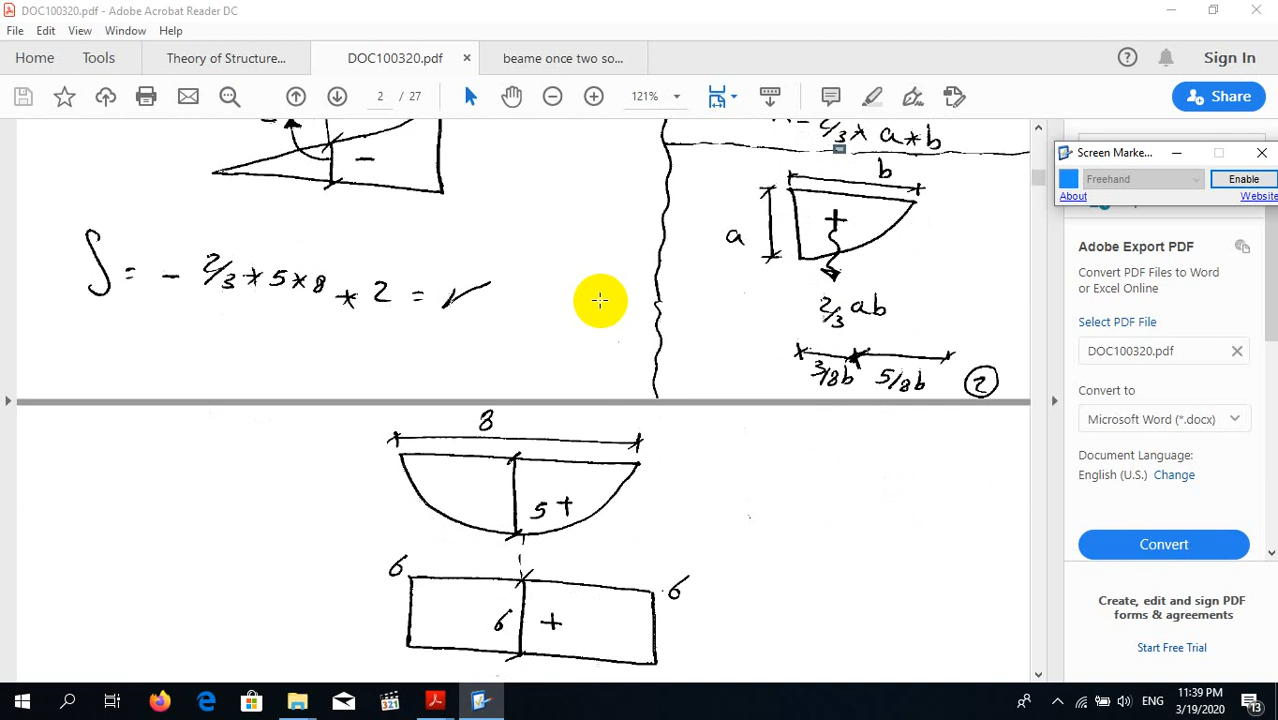 DOC100320.pdf - Adobe Acrobat Reader DC
File Edit View Window Help
Home Tools Theory of Structure... DOC100320.pdf × beame once two so... Sign In
2 / 27 121% Share
2/3 * a * b
b
a
+
2/3 ab
3/8b 5/8b
2
-
∫ = - 2/3 * 5 * 8 * 2 = ✓
8
5 +
6 6
6 +
Screen Marke...
Freehand Enable
About Website
Adobe Export PDF
Convert PDF Files to Word
or Excel Online
Select PDF File
DOC100320.pdf ×
Convert to
Microsoft Word (*.docx)
Document Language:
English (U.S.) Change
Convert
Create, edit and sign PDF
forms & agreements
Start Free Trial
321
ENG 11:39 PM
3/19/2020
13